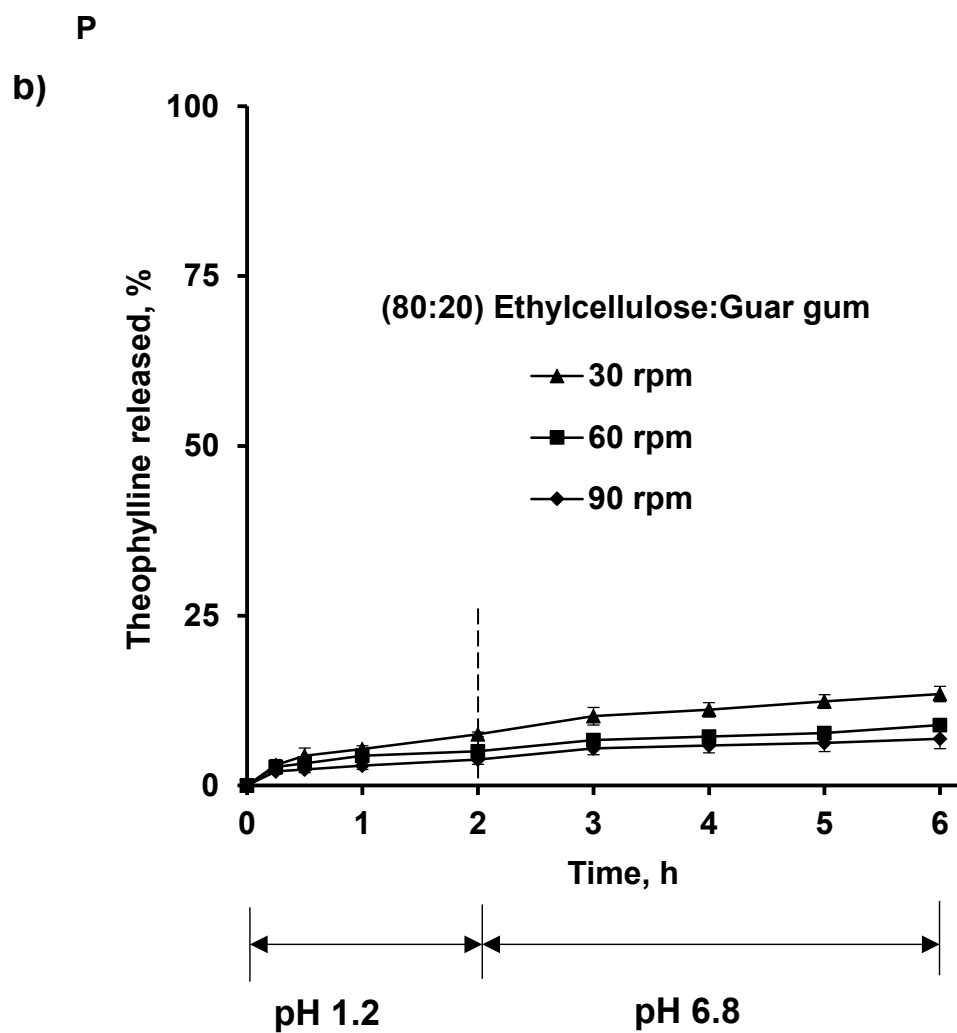 P
b)
100
75
50
25
0
Theophylline released, %
(80:20) Ethylcellulose:Guar gum
30 rpm
60 rpm
90 rpm
0 1 2 3 4 5 6
Time, h
pH 1.2 pH 6.8